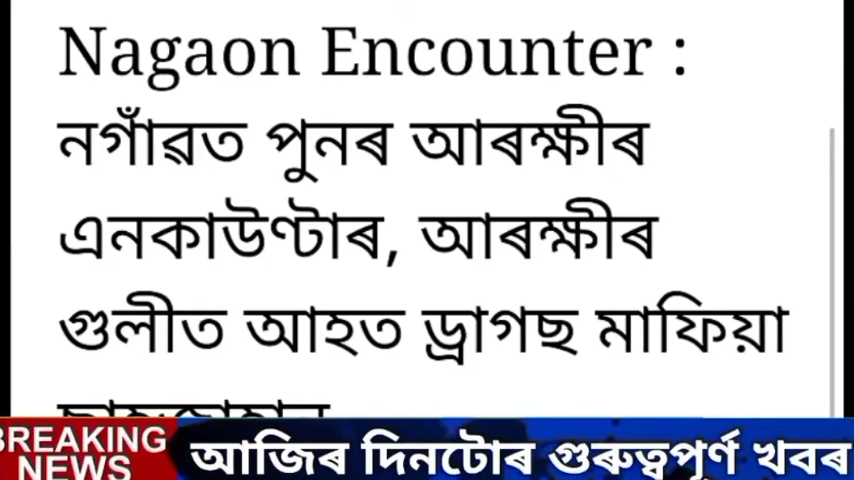 Nagaon Encounter :
নগাঁৱত পুনৰ আৰক্ষীৰ
এনকাউণ্টাৰ, আৰক্ষীৰ
গুলীত আহত ড্ৰাগছ মাফিয়া
BREAKING
NEWS
আজিৰ দিনটোৰ গুৰুত্বপূৰ্ণ খবৰ